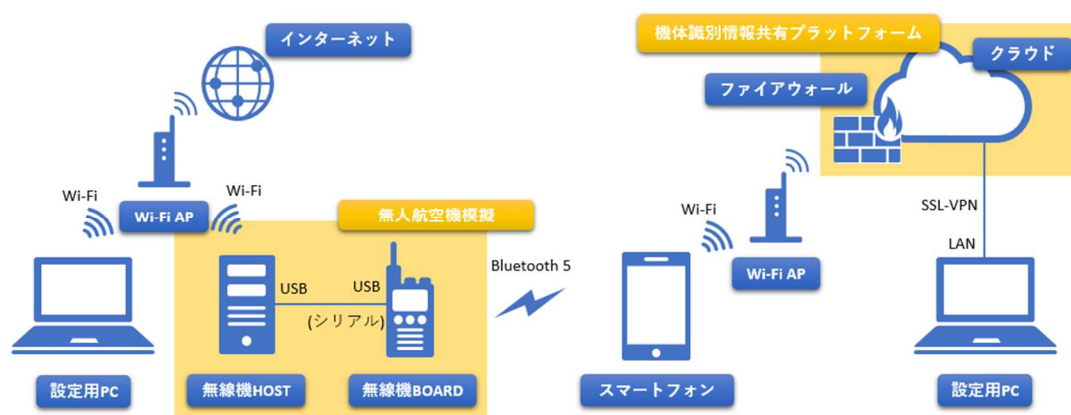 インターネット
機体識別情報共有プラットフォーム
クラウド
ファイアウォール
Wi-Fi
Wi-Fi
Wi-Fi AP
無人航空機模擬
Wi-Fi
SSL-VPN
LAN
Wi-Fi AP
Bluetooth 5
USB
USB
(シリアル)
設定用PC
無線機HOST
無線機BOARD
スマートフォン
設定用PC